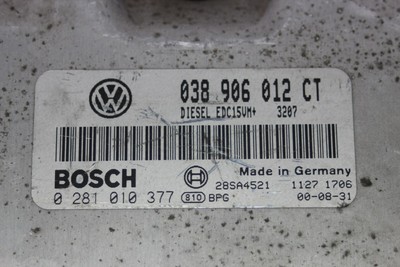 038 906 012 CT
DIESEL EDC15VM+ 3207
BOSCH
Made in Germany
28SA4521 1127 1706
0 281 010 377 810 BPG 00-08-31